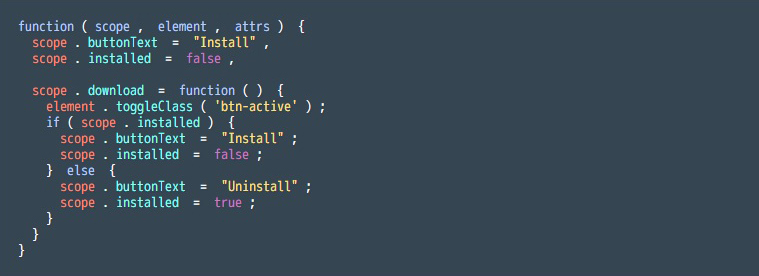 function ( scope , element , attrs ) {
scope . buttonText = "Install" ,
scope . installed = false ,
scope . download = function ( ) {
element . toggleClass ( 'btn-active' ) ;
if ( scope . installed ) {
scope . buttonText = "Install" ;
scope . installed = false ;
} else {
scope . buttonText = "Uninstall" ;
scope . installed = true ;
}
}
}